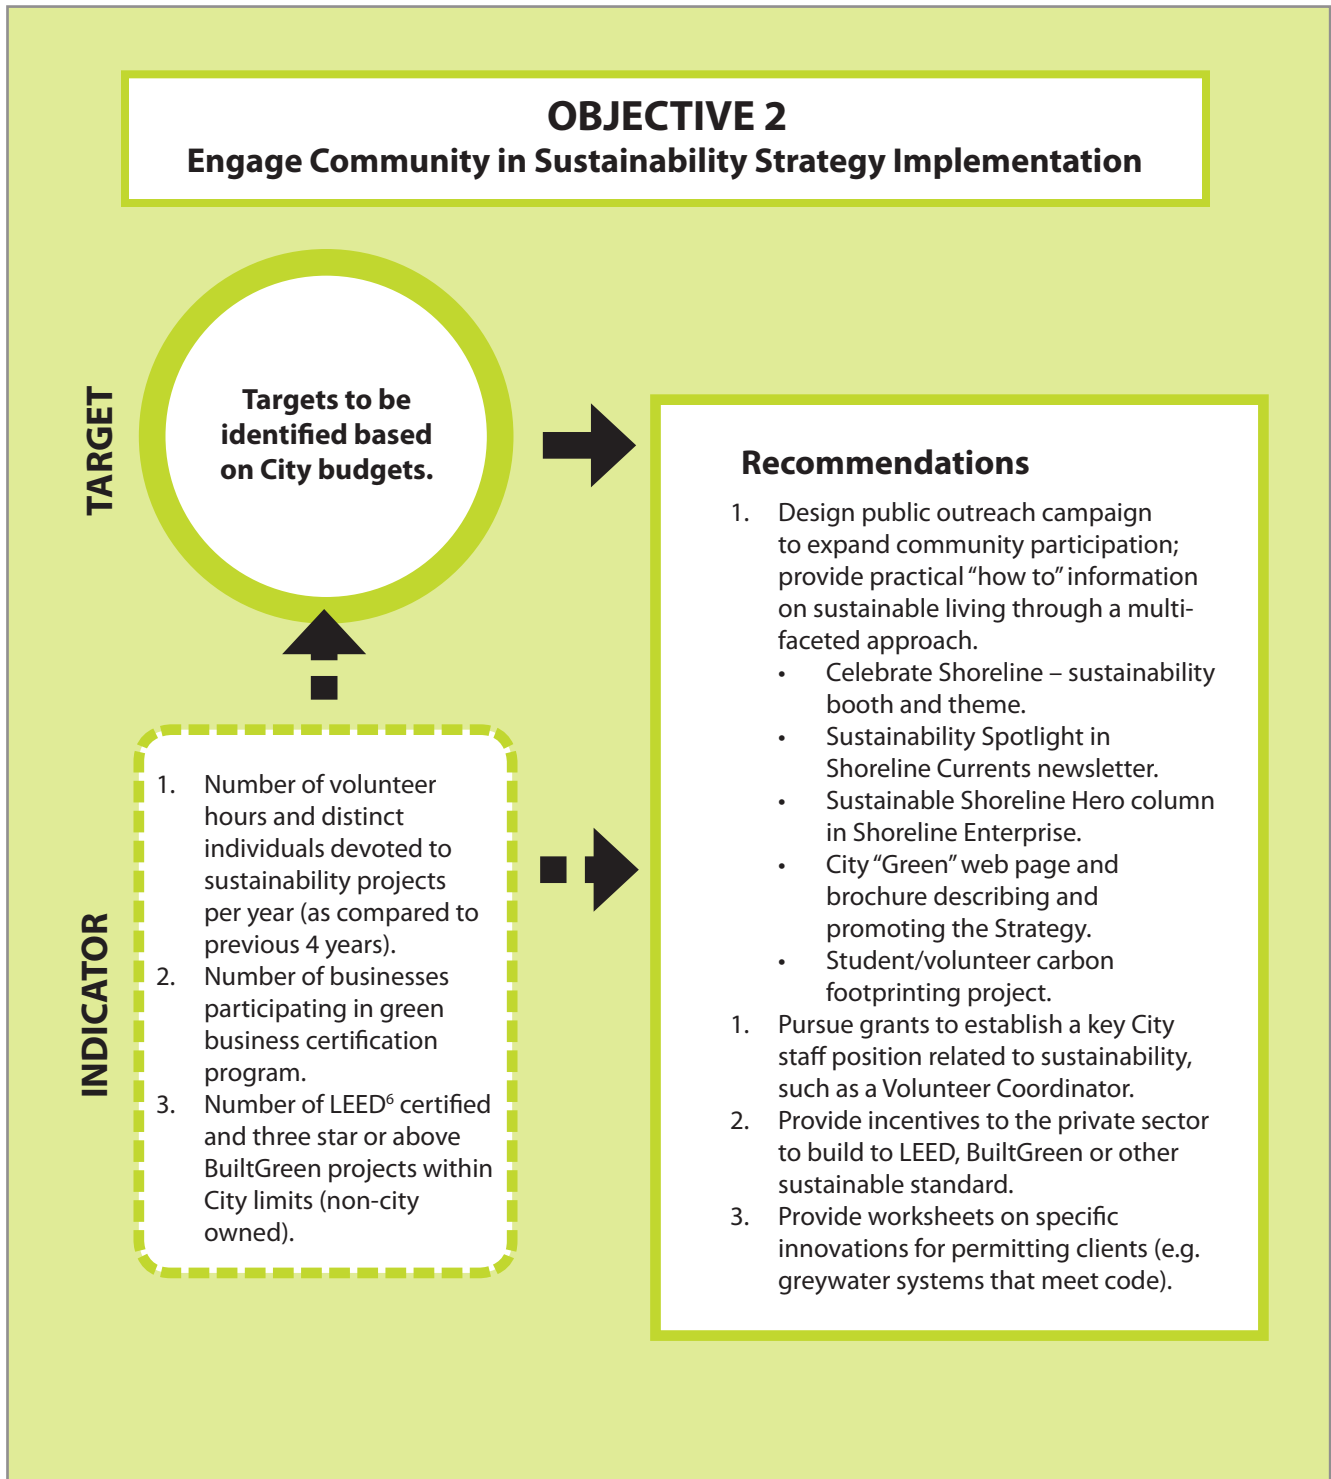 OBJECTIVE 2
Engage Community in Sustainability Strategy Implementation
TARGET
Targets to be
identified based
on City budgets.
INDICATOR
1. Number of volunteer
hours and distinct
individuals devoted to
sustainability projects
per year (as compared to
previous 4 years).
2. Number of businesses
participating in green
business certification
program.
3. Number of LEED⁶ certified
and three star or above
BuiltGreen projects within
City limits (non-city
owned).
Recommendations
1. Design public outreach campaign
to expand community participation;
provide practical “how to” information
on sustainable living through a multi-
faceted approach.
• Celebrate Shoreline – sustainability
booth and theme.
• Sustainability Spotlight in
Shoreline Currents newsletter.
• Sustainable Shoreline Hero column
in Shoreline Enterprise.
• City “Green” web page and
brochure describing and
promoting the Strategy.
• Student/volunteer carbon
footprinting project.
1. Pursue grants to establish a key City
staff position related to sustainability,
such as a Volunteer Coordinator.
2. Provide incentives to the private sector
to build to LEED, BuiltGreen or other
sustainable standard.
3. Provide worksheets on specific
innovations for permitting clients (e.g.
greywater systems that meet code).